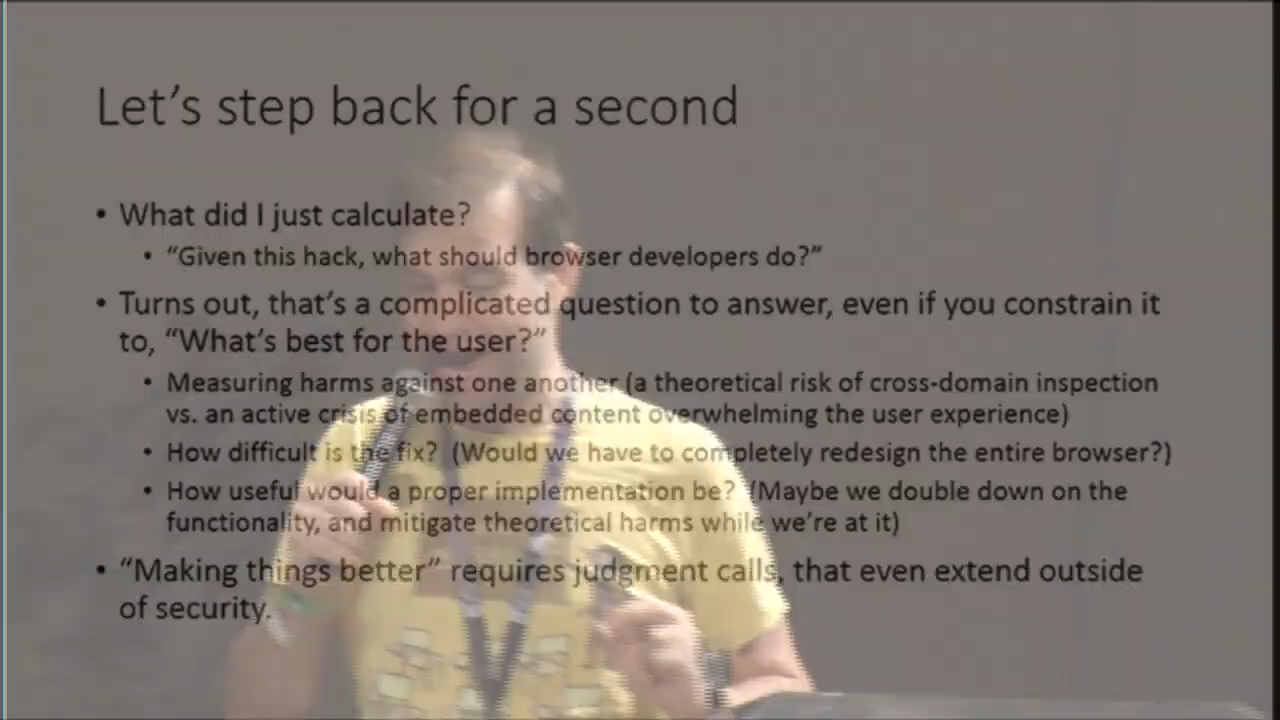 Let's step back for a second
• What did I just calculate?
• “Given this hack, what should browser developers do?”
• Turns out, that's a complicated question to answer, even if you constrain it
to, “What's best for the user?”
• Measuring harms against one another (a theoretical risk of cross-domain inspection
vs. an active crisis of embedded content overwhelming the user experience)
• How difficult is the fix? (Would we have to completely redesign the entire browser?)
• How useful would a proper implementation be? (Maybe we double down on the
functionality, and mitigate theoretical harms while we're at it)
• “Making things better” requires judgment calls, that even extend outside
of security.